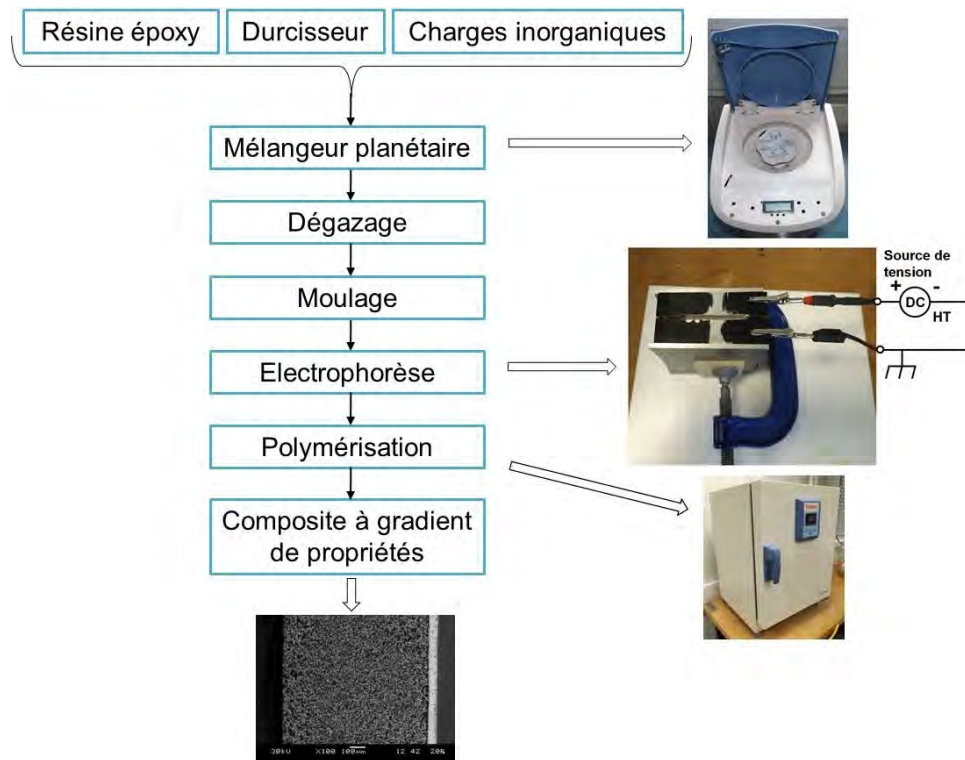 Résine époxy
Durcisseur
Charges inorganiques
Mélangeur planétaire
Dégazage
Moulage
Source de
tension
+ -
DC
HT
Electrophorèse
Polymérisation
Composite à gradient
de propriétés
30kU X100 100µm 12 42 20